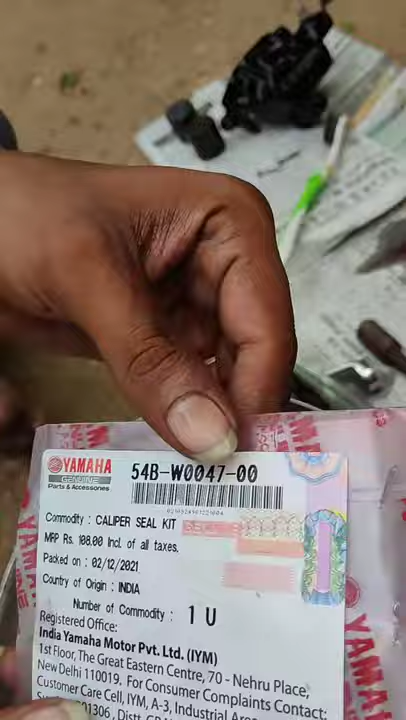 YAMAHA
GENUINE
Parts & Accessories
54B-W0047-00
Commodity : CALIPER SEAL KIT
MRP Rs. 108.00 Incl. of all taxes.
Packed on : 02/12/2021
Country of Origin : INDIA
Number of Commodity : 1 U
Registered Office:
India Yamaha Motor Pvt. Ltd. (IYM)
1st Floor, The Great Eastern Centre, 70 - Nehru Place,
New Delhi 110019. For Consumer Complaints Contact:
Customer Care Cell, IYM, A-3, Industrial